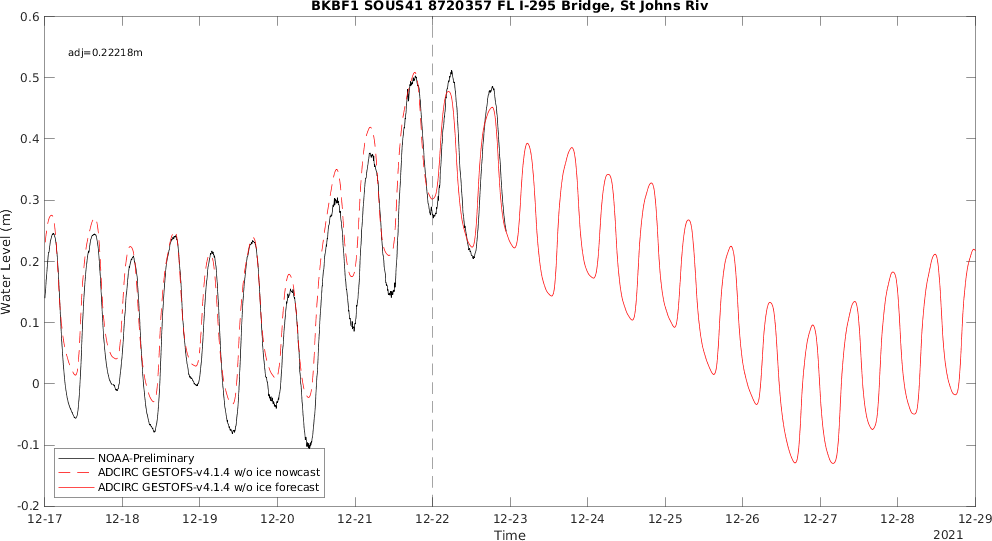 BKBF1 SOUS41 8720357 FL I-295 Bridge, St Johns Riv
0.6
adj=0.22218m
0.5
0.4
0.3
0.2
0.1
0
-0.1
-0.2
Water Level (m)
NOAA-Preliminary
ADCIRC GESTOFS-v4.1.4 w/o ice nowcast
ADCIRC GESTOFS-v4.1.4 w/o ice forecast
12-17 12-18 12-19 12-20 12-21 12-22 12-23 12-24 12-25 12-26 12-27 12-28 12-29
Time
2021